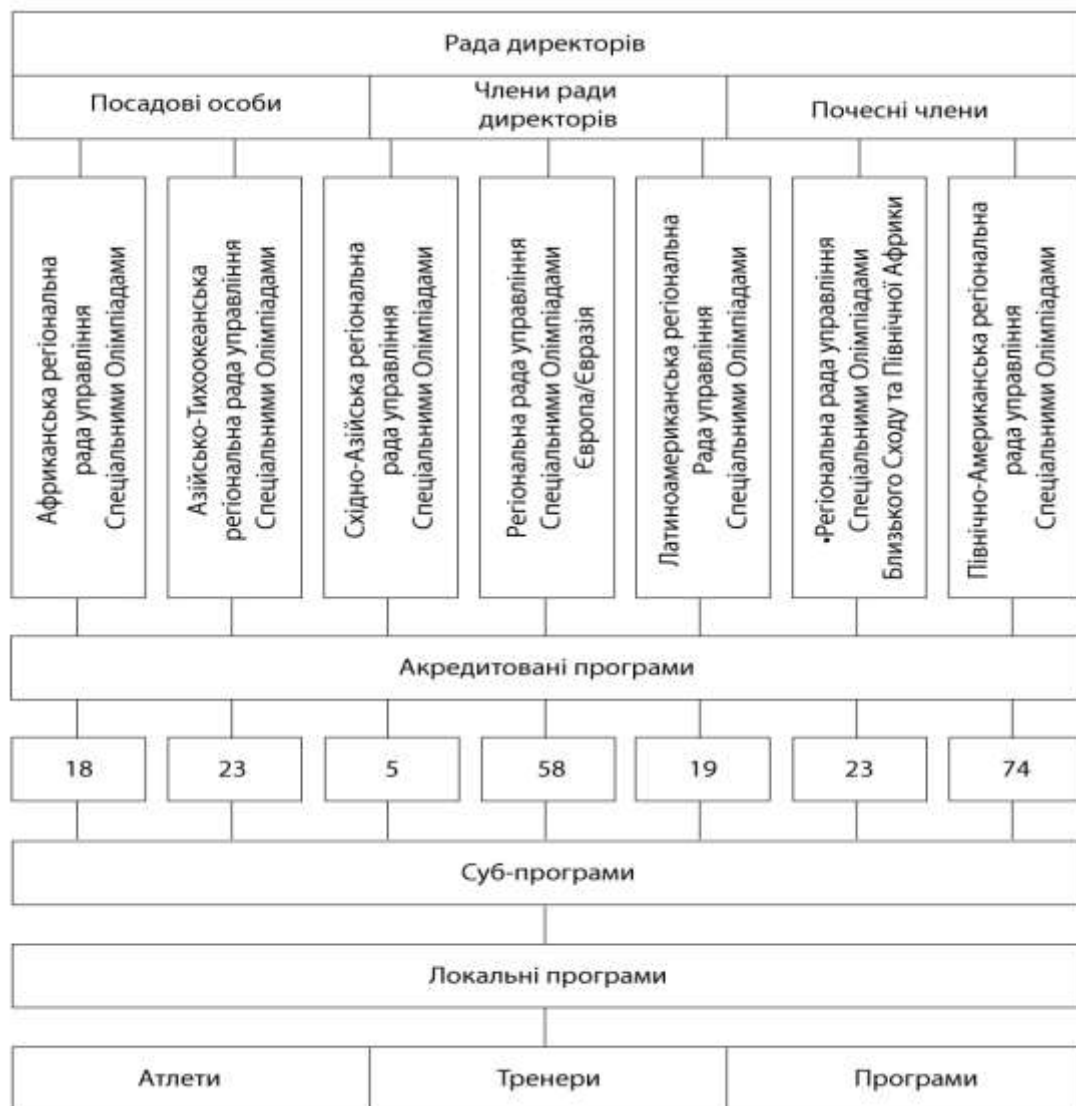 Рада директорів
Посадові особи
Члени ради
директорів
Почесні члени
Африканська регіональна
рада управління
Спеціальними Олімпіадами
Азійсько-Тихоокеанська
регіональна рада управління
Спеціальними Олімпіадами
Східно-Азійська регіональна
рада управління
Спеціальними Олімпіадами
Регіональна рада управління
Спеціальними Олімпіадами
Європа/Євразія
Латиноамериканська регіональна
Рада управління
Спеціальними Олімпіадами
•Регіональна рада управління
Спеціальними Олімпіадами
Близького Сходу та Північної Африки
Північно-Американська регіональна
рада управління
Спеціальними Олімпіадами
Акредитовані програми
18
23
5
58
19
23
74
Суб-програми
Локальні програми
Атлети
Тренери
Програми